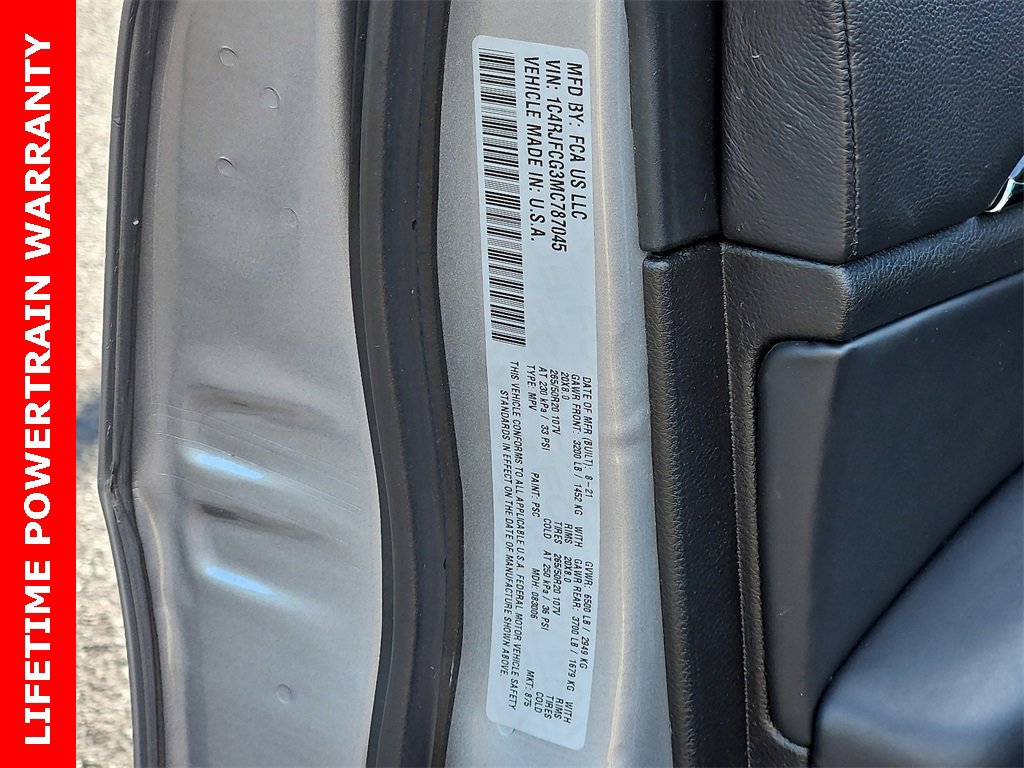 LIFETIME POWERTRAIN WARRANTY
MFD BY: FCA US LLC
VIN: 1C4RJFCG3MC787045
VEHICLE MADE IN: U.S.A.
DATE OF MFR (BUILT): 8-21 GVWR: 6500 LB / 2949 KG
GAWR FRONT: 3200 LB / 1452 KG WITH GAWR REAR: 3700 LB / 1679 KG WITH
20X8.0 RIMS 20X8.0 RIMS
265/50R20 107V TIRES 265/50R20 107V TIRES
AT 230 kPa / 33 PSI COLD AT 250 kPa / 36 PSI COLD
TYPE: MPV PAINT: PSC MDH: 083006 MKT: 875
THIS VEHICLE CONFORMS TO ALL APPLICABLE U.S.A. FEDERAL MOTOR VEHICLE SAFETY
STANDARDS IN EFFECT ON THE DATE OF MANUFACTURE SHOWN ABOVE.